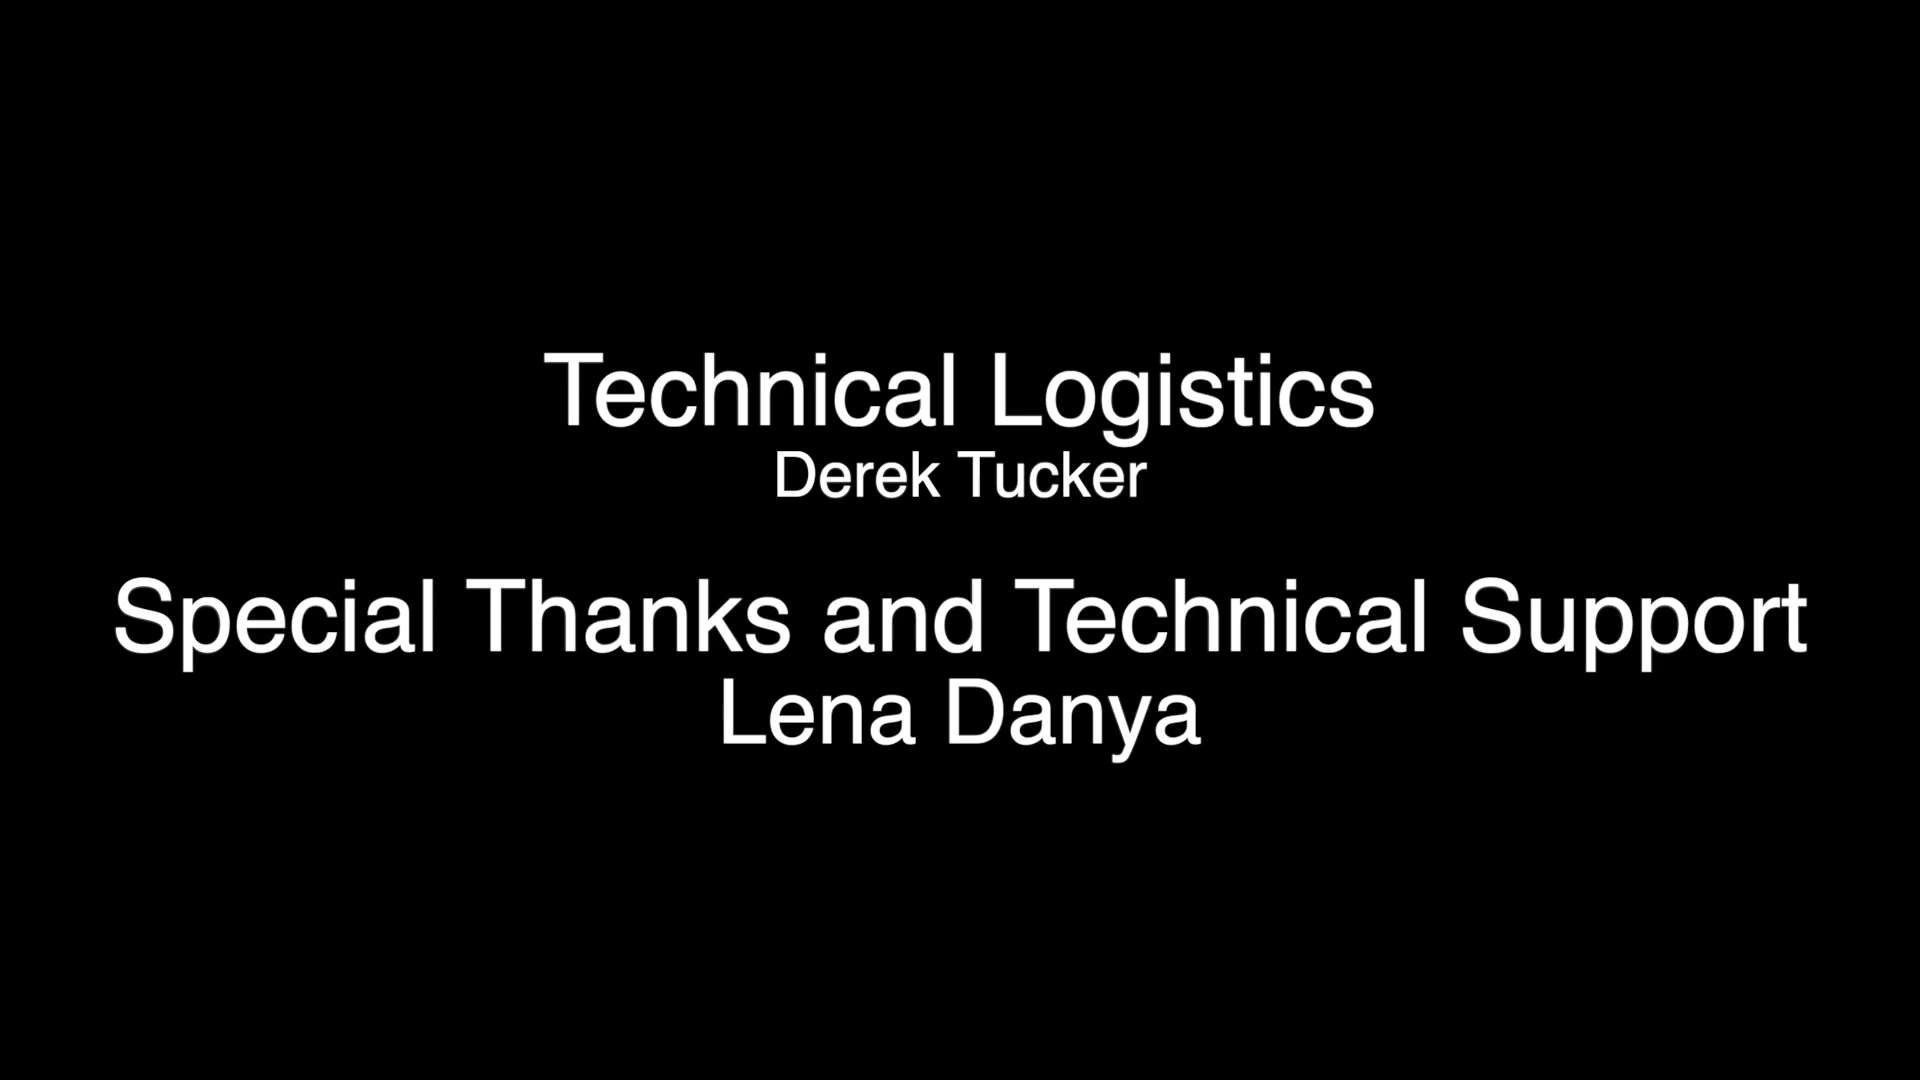 Technical Logistics
Derek Tucker
Special Thanks and Technical Support
Lena Danya